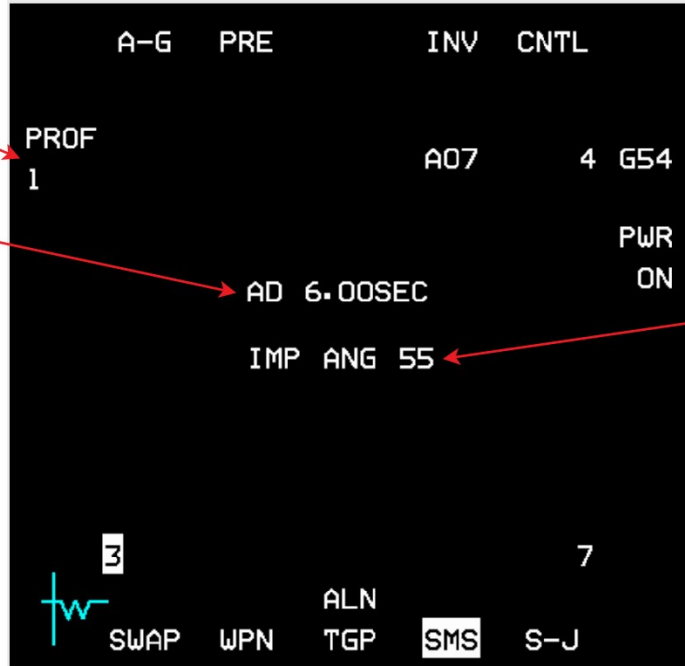 A-G PRE INV CNTL
PROF
1
A07 4 G54
PWR
ON
AD 6.00SEC
IMP ANG 55
3 7
ALN
SWAP WPN TGP SMS S-J